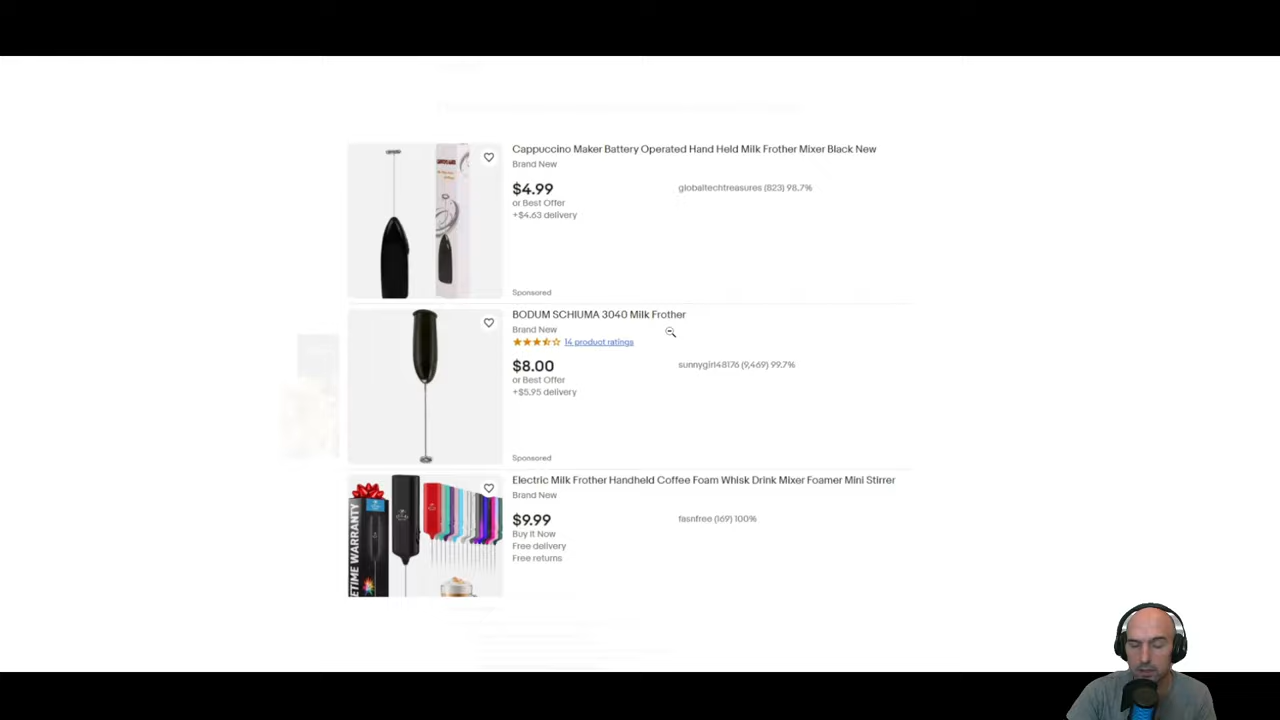 Cappuccino Maker Battery Operated Hand Held Milk Frother Mixer Black New
Brand New
$4.99
globaltechtreasures (823) 98.7%
or Best Offer
+$4.63 delivery
Sponsored
BODUM SCHIUMA 3040 Milk Frother
Brand New
14 product ratings
$8.00
sunnygirl48176 (9,469) 99.7%
or Best Offer
+$5.95 delivery
Sponsored
Electric Milk Frother Handheld Coffee Foam Whisk Drink Mixer Foamer Mini Stirrer
Brand New
$9.99
fasnfree (169) 100%
Buy It Now
Free delivery
Free returns
ETIME WARRANTY